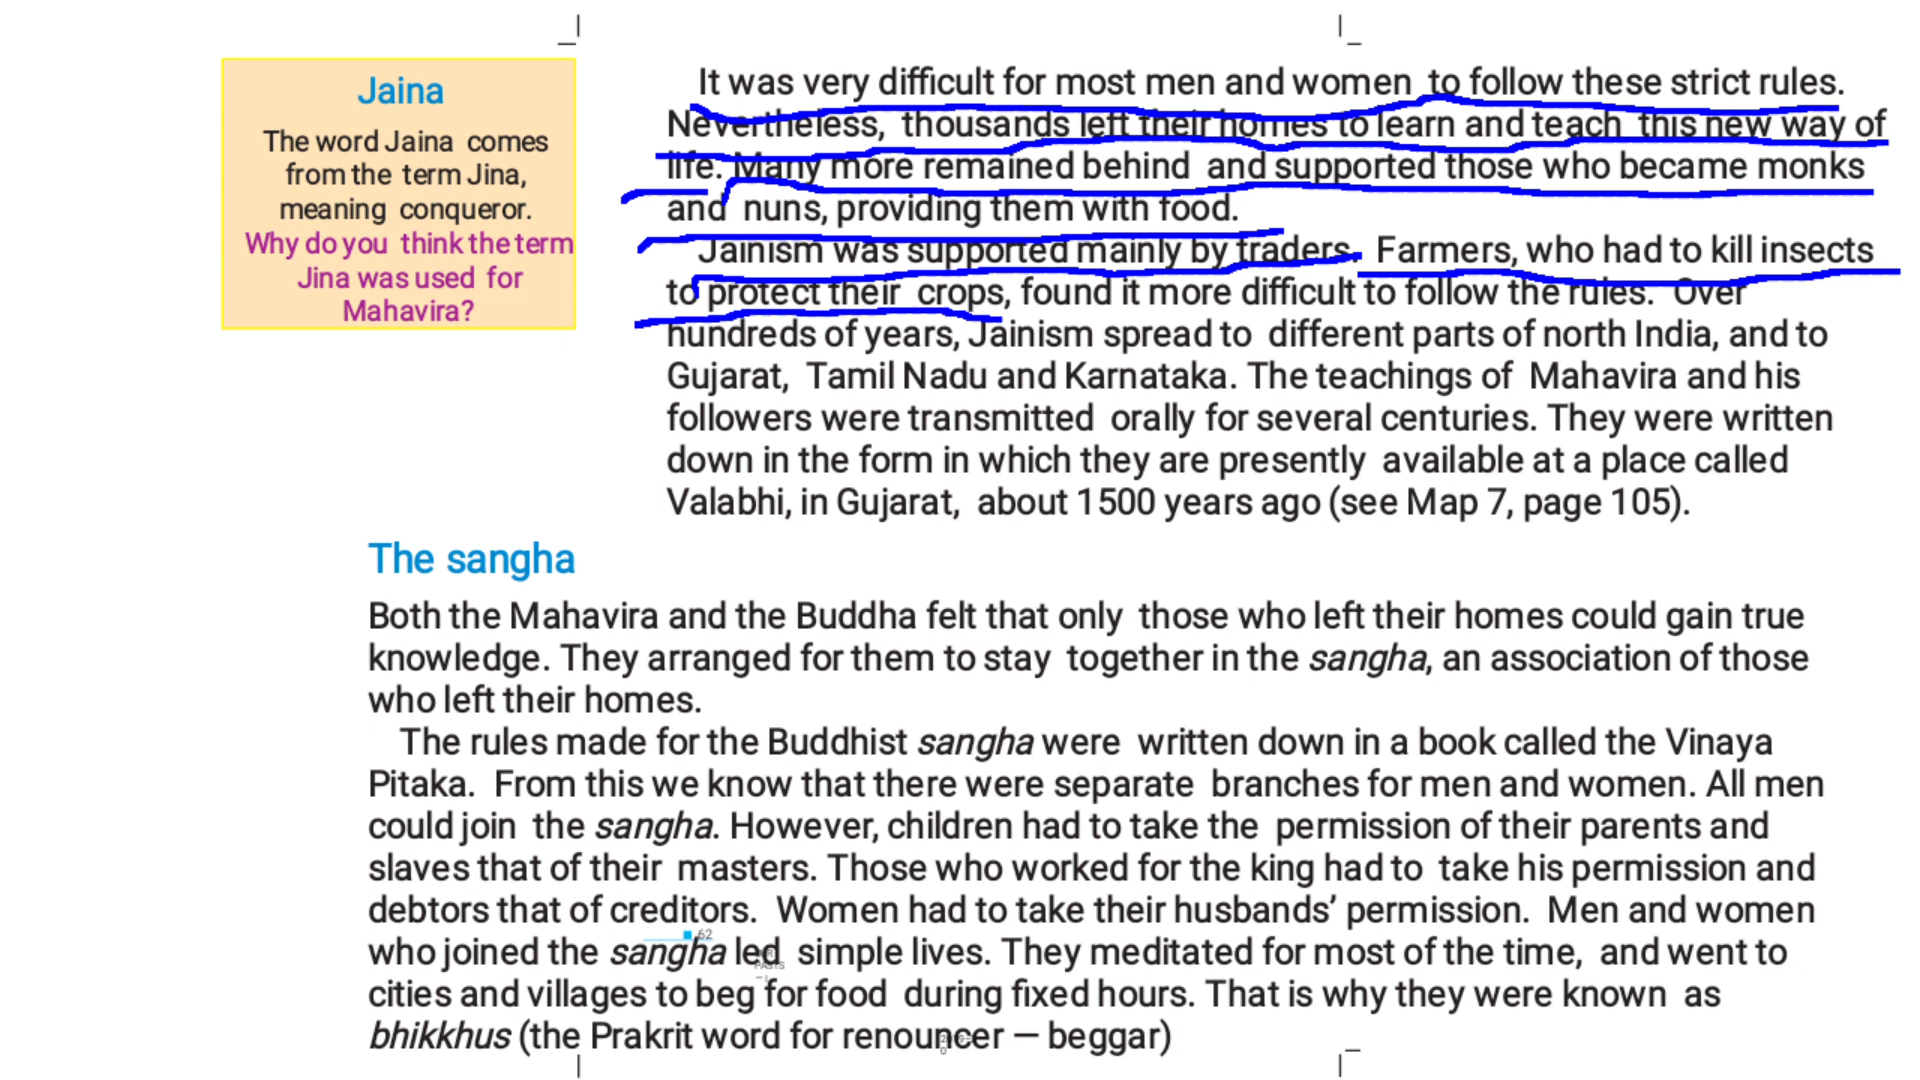 Jaina
The word Jaina comes
from the term Jina,
meaning conqueror.
Why do you think the term
Jina was used for
Mahavira?
It was very difficult for most men and women to follow these strict rules.
Nevertheless, thousands left their homes to learn and teach this new way of
life. Many more remained behind and supported those who became monks
and nuns, providing them with food.
Jainism was supported mainly by traders. Farmers, who had to kill insects
to protect their crops, found it more difficult to follow the rules. Over
hundreds of years, Jainism spread to different parts of north India, and to
Gujarat, Tamil Nadu and Karnataka. The teachings of Mahavira and his
followers were transmitted orally for several centuries. They were written
down in the form in which they are presently available at a place called
Valabhi, in Gujarat, about 1500 years ago (see Map 7, page 105).
The sangha
Both the Mahavira and the Buddha felt that only those who left their homes could gain true
knowledge. They arranged for them to stay together in the sangha, an association of those
who left their homes.
The rules made for the Buddhist sangha were written down in a book called the Vinaya
Pitaka. From this we know that there were separate branches for men and women. All men
could join the sangha. However, children had to take the permission of their parents and
slaves that of their masters. Those who worked for the king had to take his permission and
debtors that of creditors. Women had to take their husbands’ permission. Men and women
62
who joined the sangha led simple lives. They meditated for most of the time, and went to
PASTS
cities and villages to beg for food during fixed hours. That is why they were known as
bhikkhus (the Prakrit word for renouncer — beggar)